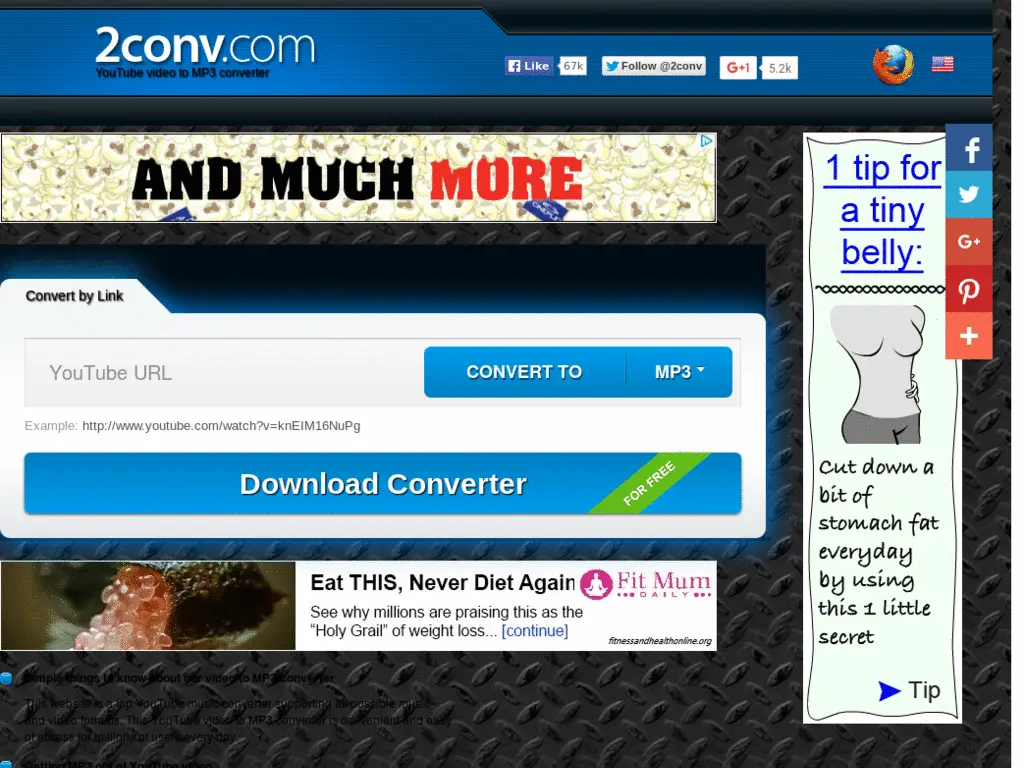 2conv.com
YouTube video to MP3 converter
Like
67k
Follow @2conv
G+1
5.2k
AND MUCH MORE
1 tip for
a tiny
belly:
Convert by Link
YouTube URL
CONVERT TO
MP3
Example: http://www.youtube.com/watch?v=knEIM16NuPg
Download Converter
FOR FREE
Cut down a
bit of
stomach fat
everyday
by using
this 1 little
secret
Tip
Eat THIS, Never Diet Again
Fit Mum
DAILY
See why millions are praising this as the
“Holy Grail” of weight loss... [continue]
fitnessandhealthonline.org
Simple things to know about our video to MP3 converter
This website is a top YouTube music converter supporting all possible music
and video formats. This YouTube video to MP3 converter is convenient and easy
of access for millions of users every day.
Getting MP3 out of YouTube video